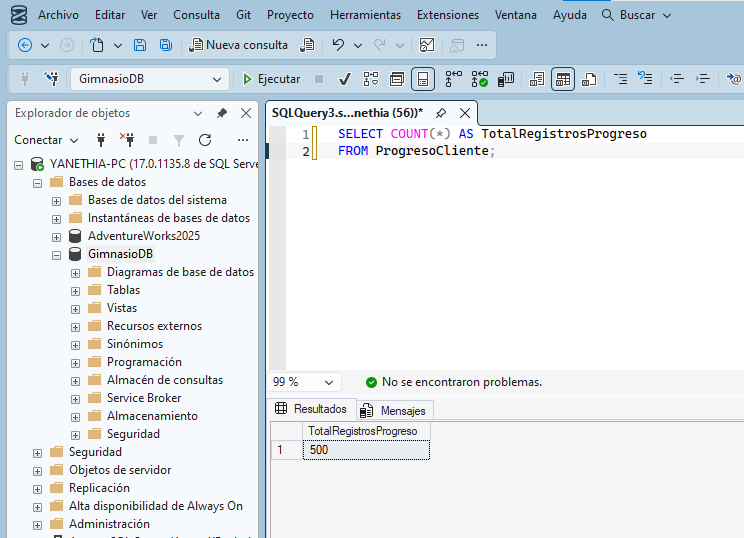 Archivo Editar Ver Consulta Git Proyecto Herramientas Extensiones Ventana Ayuda Buscar
Nueva consulta
GimnasioDB Ejecutar
Explorador de objetos
Conectar
YANETHIA-PC (17.0.1135.8 de SQL Serve
Bases de datos
Bases de datos del sistema
Instantáneas de bases de datos
AdventureWorks2025
GimnasioDB
Diagramas de base de datos
Tablas
Vistas
Recursos externos
Sinónimos
Programación
Almacén de consultas
Service Broker
Almacenamiento
Seguridad
Seguridad
Objetos de servidor
Replicación
Alta disponibilidad de Always On
Administración
SQLQuery3.s...nethia (56))*
1 SELECT COUNT(*) AS TotalRegistrosProgreso
2 FROM ProgresoCliente;
99 % No se encontraron problemas.
Resultados Mensajes
TotalRegistrosProgreso
1 500